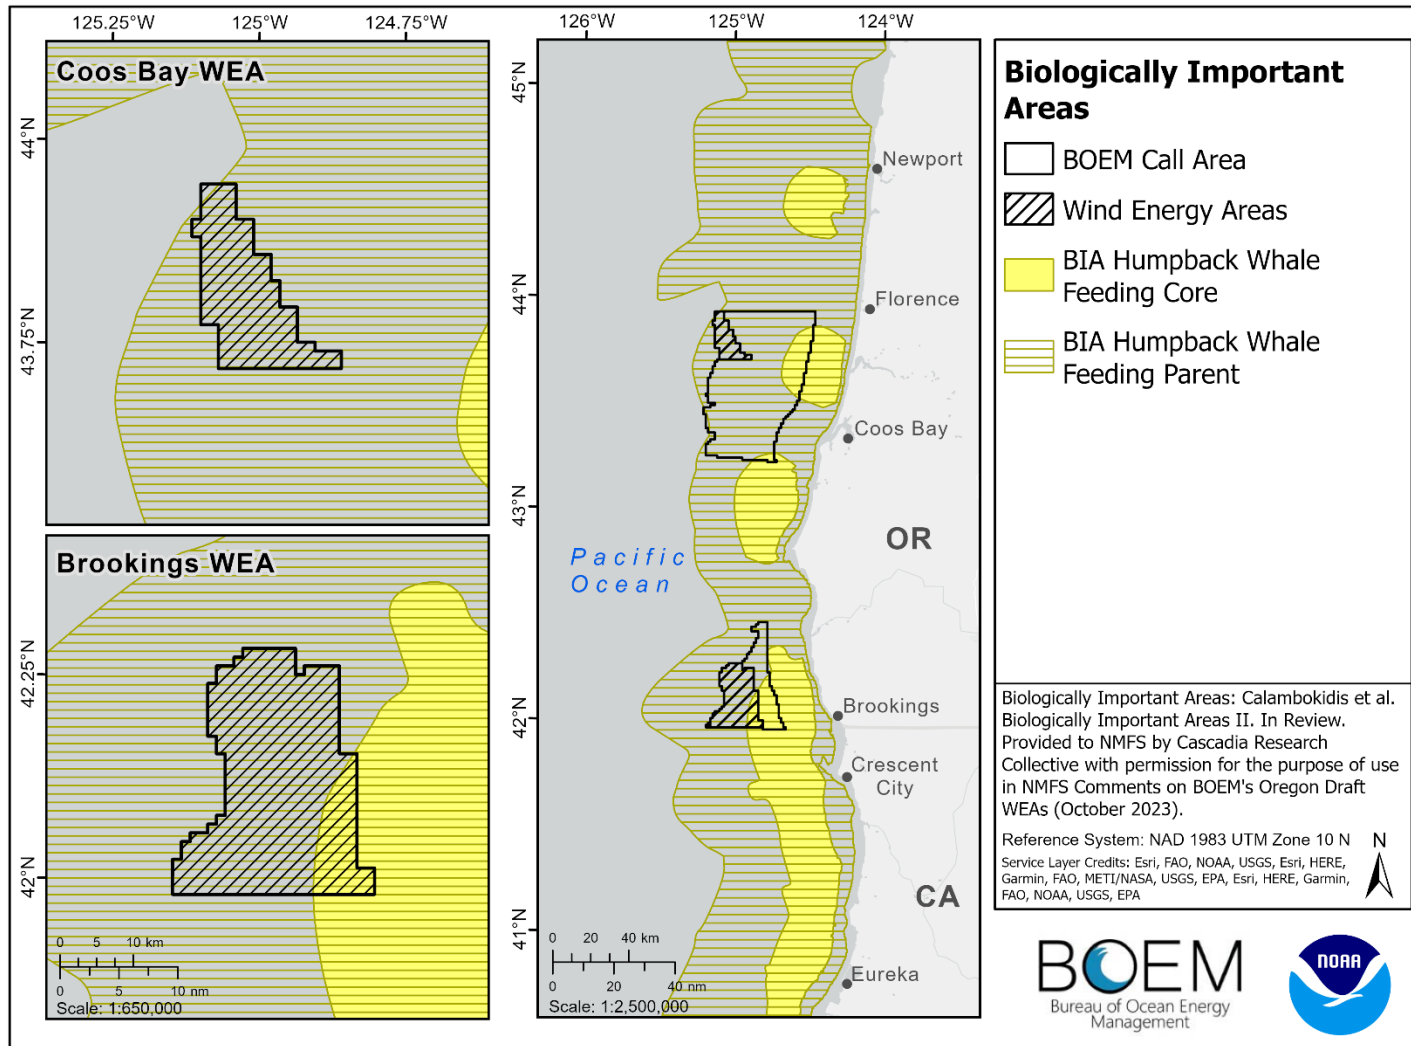 125.25°W 125°W 124.75°W
126°W 125°W 124°W
Coos Bay WEA
44°N
43.75°N
Brookings WEA
42.25°N
42°N
0 5 10 km
0 5 10 nm
Scale: 1:650,000
45°N
44°N
43°N
42°N
41°N
Newport
Florence
Coos Bay
OR
Pacific
Ocean
Brookings
Crescent
City
CA
Eureka
0 20 40 km
0 20 40 nm
Scale: 1:2,500,000
Biologically Important
Areas
BOEM Call Area
Wind Energy Areas
BIA Humpback Whale
Feeding Core
BIA Humpback Whale
Feeding Parent
Biologically Important Areas: Calambokidis et al.
Biologically Important Areas II. In Review.
Provided to NMFS by Cascadia Research
Collective with permission for the purpose of use
in NMFS Comments on BOEM's Oregon Draft
WEAs (October 2023).
Reference System: NAD 1983 UTM Zone 10 N
N
Service Layer Credits: Esri, FAO, NOAA, USGS, Esri, HERE,
Garmin, FAO, METI/NASA, USGS, EPA, Esri, HERE, Garmin,
FAO, NOAA, USGS, EPA
BOEM
Bureau of Ocean Energy
Management
NOAA